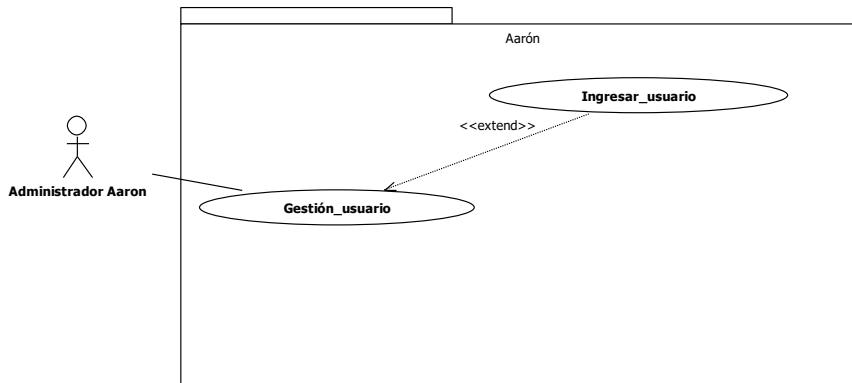 Aarón
Ingresar_usuario
<<extend>>
Administrador Aaron
Gestión_usuario